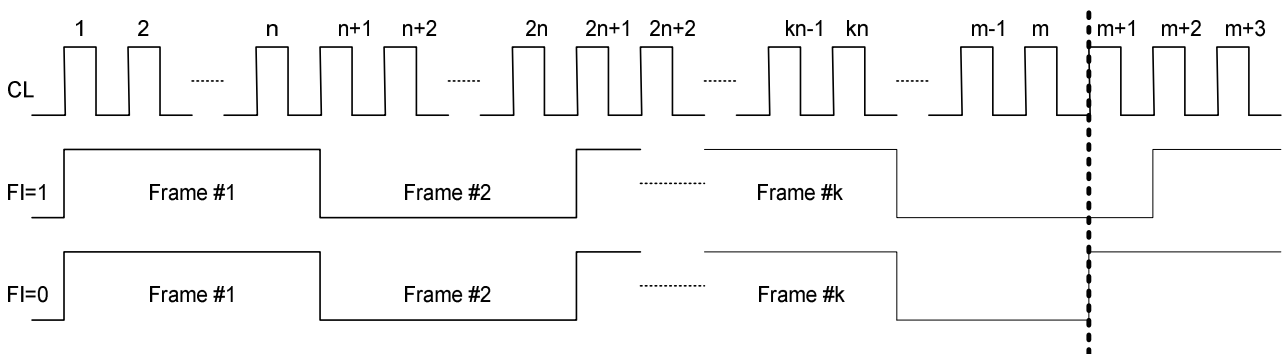 1 2 n n+1 n+2 2n 2n+1 2n+2 kn-1 kn m-1 m m+1 m+2 m+3
CL
FI=1 Frame #1 Frame #2 Frame #k
FI=0 Frame #1 Frame #2 Frame #k